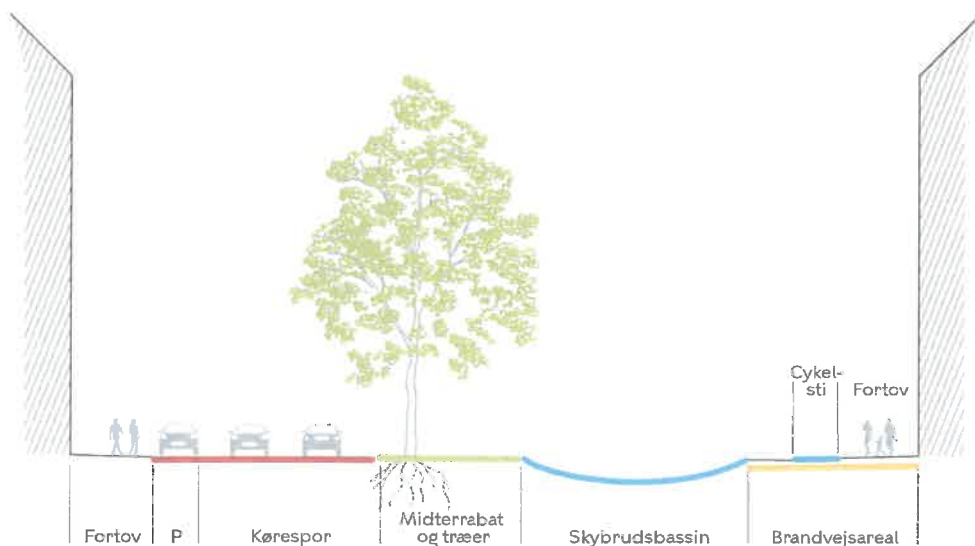 Cykel-
sti
Fortov
Fortov
P
Kørespor
Midterrabat
og træer
Skybrudsbassin
Brandvejsareal